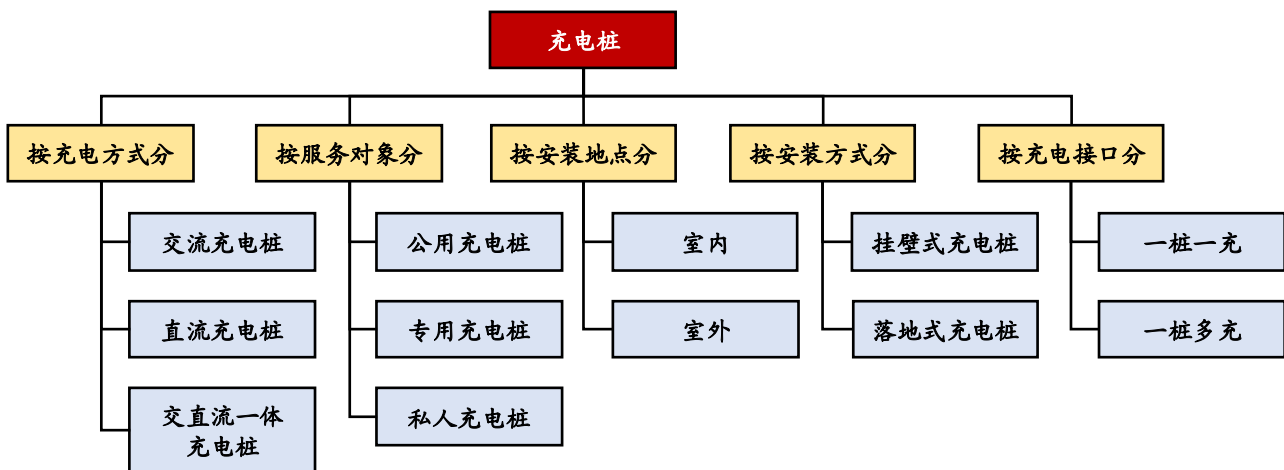 充电桩
按充电方式分
按服务对象分
按安装地点分
按安装方式分
按充电接口分
交流充电桩
公用充电桩
室内
挂壁式充电桩
一桩一充
直流充电桩
专用充电桩
室外
落地式充电桩
一桩多充
交直流一体
充电桩
私人充电桩